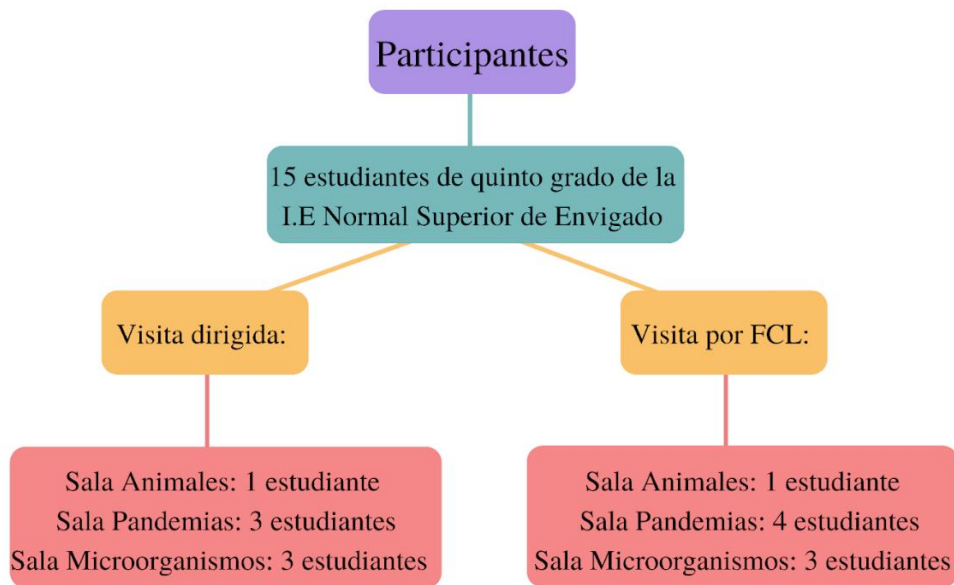 Participantes
15 estudiantes de quinto grado de la
I.E Normal Superior de Envigado
Visita dirigida:
Visita por FCL:
Sala Animales: 1 estudiante
Sala Pandemias: 3 estudiantes
Sala Microorganismos: 3 estudiantes
Sala Animales: 1 estudiante
Sala Pandemias: 4 estudiantes
Sala Microorganismos: 3 estudiantes